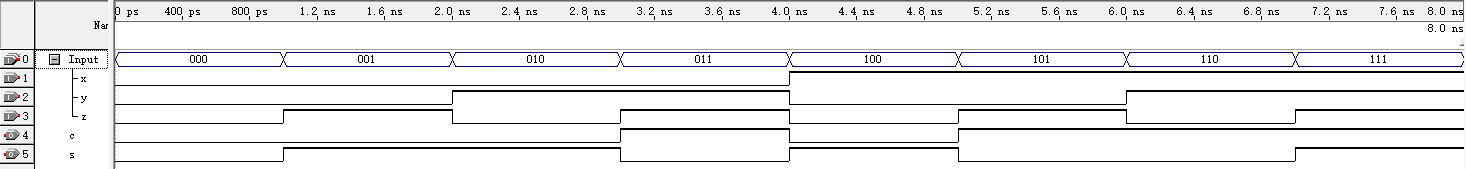 0 ps 400 ps 800 ps 1.2 ns 1.6 ns 2.0 ns 2.4 ns 2.8 ns 3.2 ns 3.6 ns 4.0 ns 4.4 ns 4.8 ns 5.2 ns 5.6 ns 6.0 ns 6.4 ns 6.8 ns 7.2 ns 7.6 ns 8.0 ns
Nar
8.0 ns
0 Input 000 001 010 011 100 101 110 111
1 x
2 y
3 z
4 c
5 s